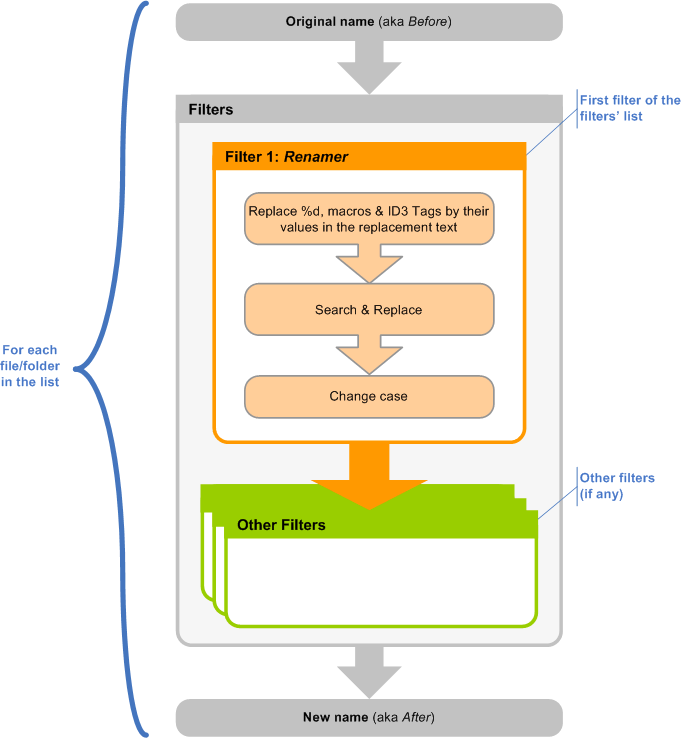 Original name (aka Before)
Filters
First filter of the
filters' list
Filter 1: Renamer
Replace %d, macros & ID3 Tags by their
values in the replacement text
Search & Replace
For each
file/folder
in the list
Change case
Other filters
(if any)
Other Filters
New name (aka After)